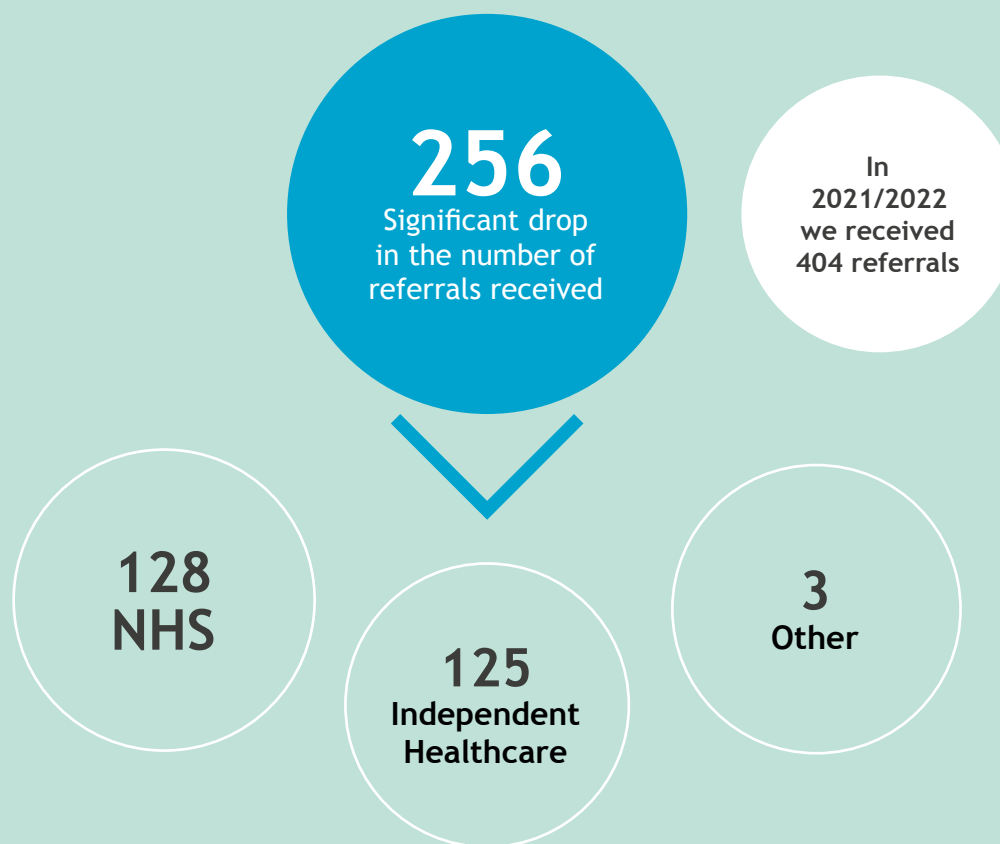 256
Significant drop
in the number of
referrals received
In
2021/2022
we received
404 referrals
128
NHS
125
Independent
Healthcare
3
Other